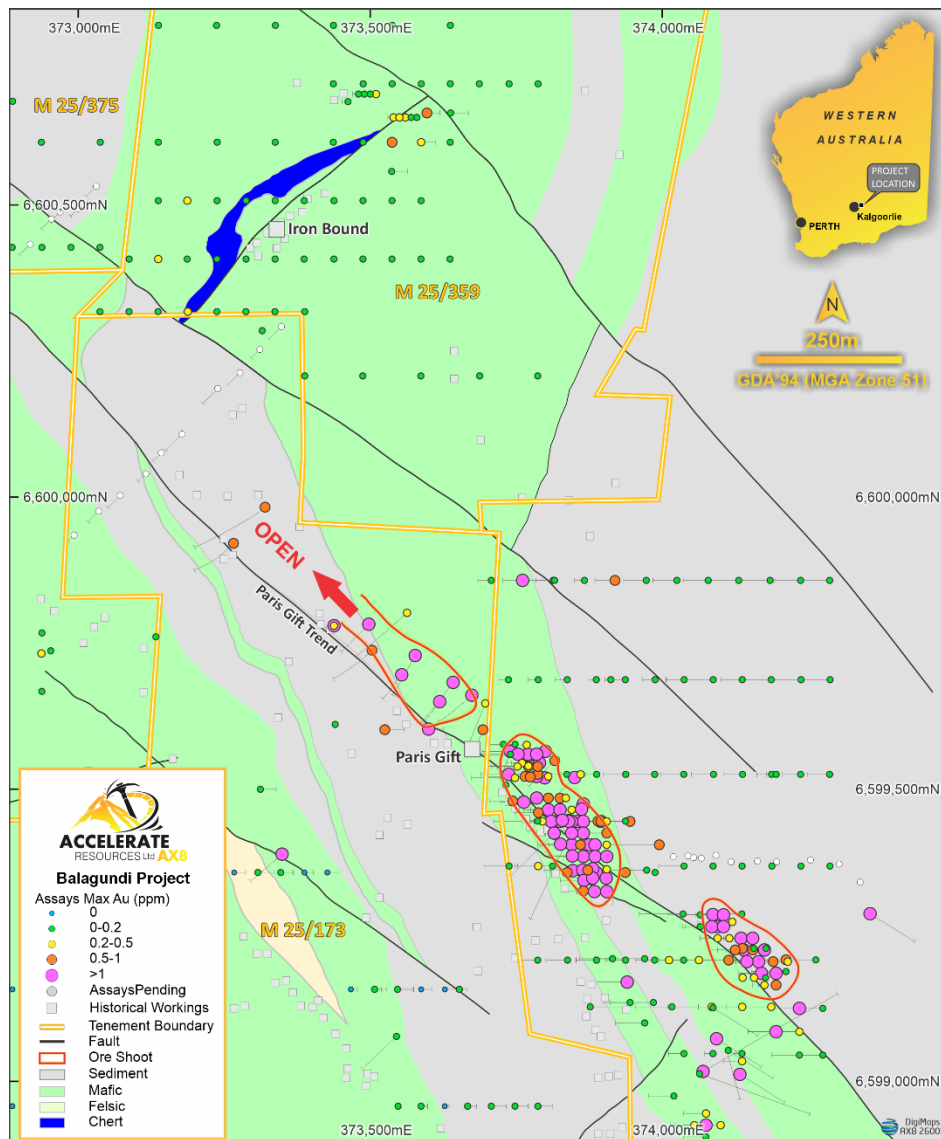 373,000mE
373,500mE
374,000mE
M 25/375
WESTERN
AUSTRALIA
PROJECT
LOCATION
Kalgoorlie
PERTH
6,600,500mN
Iron Bound
M 25/359
N
250m
GDA'94 (MGA Zone 51)
6,600,000mN
6,600,000mN
OPEN
Paris Gift Trend
Paris Gift
6,599,500mN
ACCELERATE
RESOURCES Ltd AX8
Balagundi Project
Assays Max Au (ppm)
0
0-0.2
0.2-0.5
0.5-1
>1
AssaysPending
Historical Workings
Tenement Boundary
Fault
Ore Shoot
Sediment
Mafic
Felsic
Chert
M 25/173
6,599,000mN
373,500mE
374,000mE
DigiMaps
AX8 2600